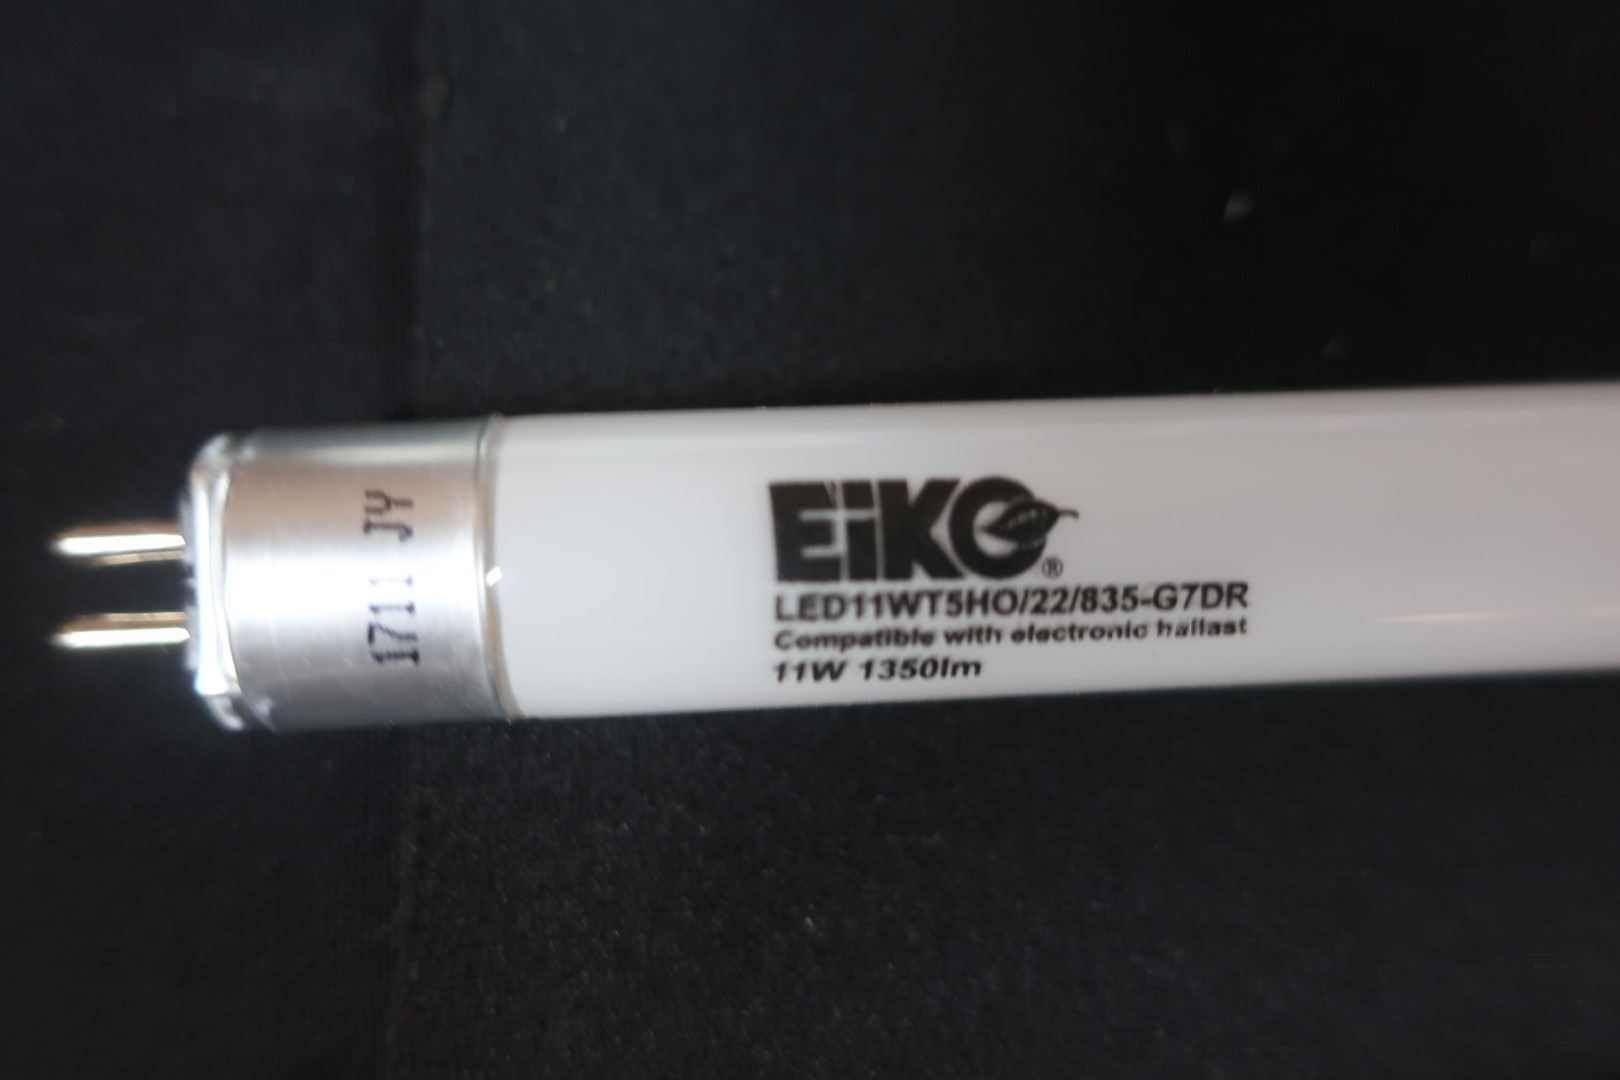 1711 JY
EiKO®
LED11WT5HO/22/835-G7DR
Compatible with electronic ballast
11W 1350lm